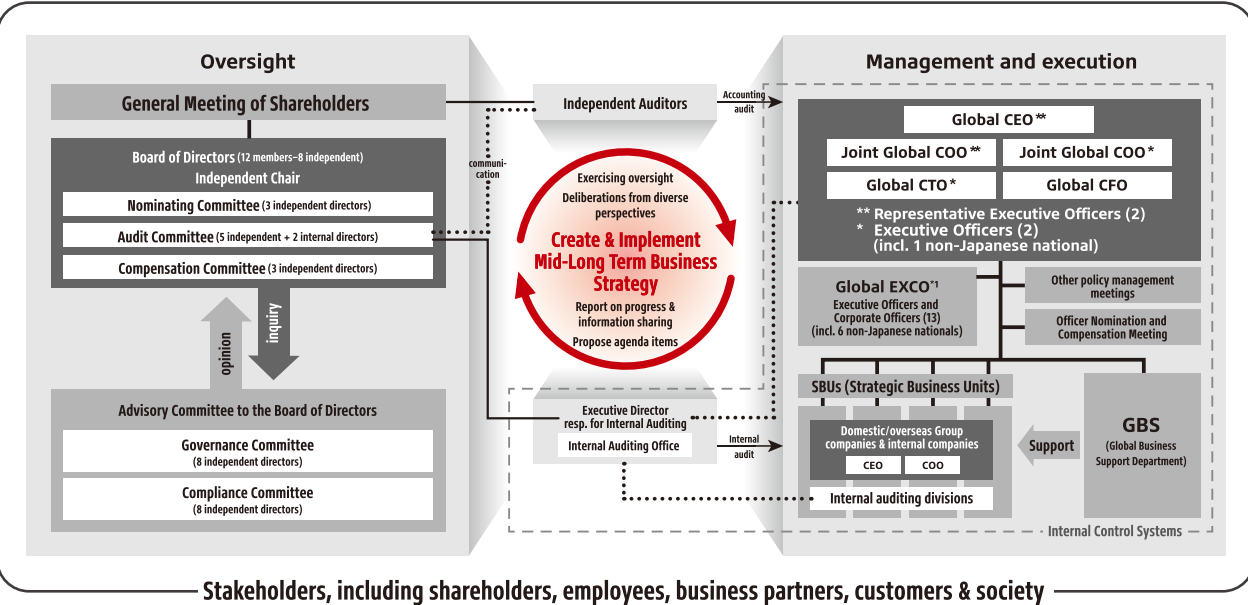 Oversight
General Meeting of Shareholders
Board of Directors (12 members–8 independent)
Independent Chair
Nominating Committee (3 independent directors)
Audit Committee (5 independent + 2 internal directors)
Compensation Committee (3 independent directors)
opinion
inquiry
Advisory Committee to the Board of Directors
Governance Committee
(8 independent directors)
Compliance Committee
(8 independent directors)
communi-
cation
Independent Auditors
Accounting
audit
Exercising oversight
Deliberations from diverse
perspectives
Create & Implement
Mid-Long Term Business
Strategy
Report on progress &
information sharing
Propose agenda items
Executive Director
resp. for Internal Auditing
Internal Auditing Office
Internal
audit
Management and execution
Global CEO**
Joint Global COO**
Joint Global COO*
Global CTO*
Global CFO
** Representative Executive Officers (2)
* Executive Officers (2)
(incl. 1 non-Japanese national)
Global EXCO*1
Executive Officers and
Corporate Officers (13)
(incl. 6 non-Japanese nationals)
Other policy management
meetings
Officer Nomination and
Compensation Meeting
SBUs (Strategic Business Units)
Domestic/overseas Group
companies & internal companies
CEO
COO
Internal auditing divisions
Support
GBS
(Global Business
Support Department)
Internal Control Systems
Stakeholders, including shareholders, employees, business partners, customers & society